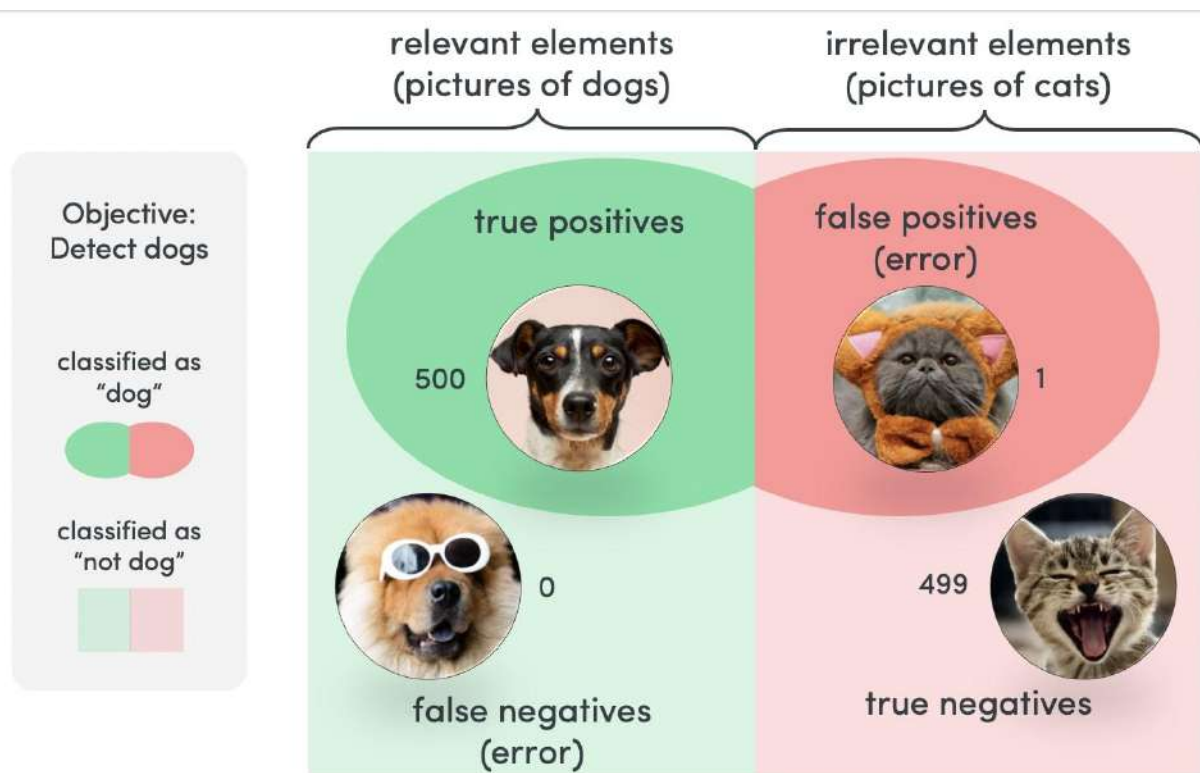 relevant elements
(pictures of dogs)
irrelevant elements
(pictures of cats)
Objective:
Detect dogs
classified as
“dog”
classified as
“not dog”
true positives
500
false positives
(error)
1
0
false negatives
(error)
499
true negatives